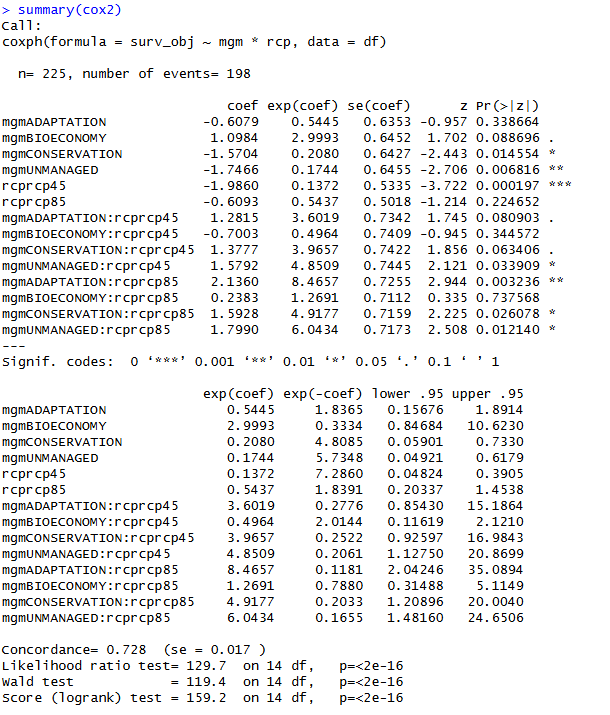 > summary(cox2)
Call:
coxph(formula = surv_obj ~ mgm * rcp, data = df)

  n= 225, number of events= 198

                           coef exp(coef) se(coef)      z Pr(>|z|)
mgmADAPTATION           -0.6079    0.5445   0.6353 -0.957 0.338664
mgmBIOECONOMY            1.0984    2.9993   0.6452  1.702 0.088696 .
mgmCONSERVATION         -1.5704    0.2080   0.6427 -2.443 0.014554 *
mgmUNMANAGED            -1.7466    0.1744   0.6455 -2.706 0.006816 **
rcprcp45                -1.9860    0.1372   0.5335 -3.722 0.000197 ***
rcprcp85                -0.6093    0.5437   0.5018 -1.214 0.224652
mgmADAPTATION:rcprcp45   1.2815    3.6019   0.7342  1.745 0.080903 .
mgmBIOECONOMY:rcprcp45  -0.7003    0.4964   0.7409 -0.945 0.344572
mgmCONSERVATION:rcprcp45 1.3777    3.9657   0.7422  1.856 0.063406 .
mgmUNMANAGED:rcprcp45    1.5792    4.8509   0.7445  2.121 0.033909 *
mgmADAPTATION:rcprcp85   2.1360    8.4657   0.7255  2.944 0.003236 **
mgmBIOECONOMY:rcprcp85   0.2383    1.2691   0.7112  0.335 0.737568
mgmCONSERVATION:rcprcp85 1.5928    4.9177   0.7159  2.225 0.026078 *
mgmUNMANAGED:rcprcp85    1.7990    6.0434   0.7173  2.508 0.012140 *
---
Signif. codes:  0 ‘***’ 0.001 ‘**’ 0.01 ‘*’ 0.05 ‘.’ 0.1 ‘ ’ 1

                         exp(coef) exp(-coef) lower .95 upper .95
mgmADAPTATION               0.5445     1.8365   0.15676    1.8914
mgmBIOECONOMY               2.9993     0.3334   0.84684   10.6230
mgmCONSERVATION             0.2080     4.8085   0.05901    0.7330
mgmUNMANAGED                0.1744     5.7348   0.04921    0.6179
rcprcp45                    0.1372     7.2860   0.04824    0.3905
rcprcp85                    0.5437     1.8391   0.20337    1.4538
mgmADAPTATION:rcprcp45      3.6019     0.2776   0.85430   15.1864
mgmBIOECONOMY:rcprcp45      0.4964     2.0144   0.11619    2.1210
mgmCONSERVATION:rcprcp45    3.9657     0.2522   0.92597   16.9843
mgmUNMANAGED:rcprcp45       4.8509     0.2061   1.12750   20.8699
mgmADAPTATION:rcprcp85      8.4657     0.1181   2.04246   35.0894
mgmBIOECONOMY:rcprcp85      1.2691     0.7880   0.31488    5.1149
mgmCONSERVATION:rcprcp85    4.9177     0.2033   1.20896   20.0040
mgmUNMANAGED:rcprcp85       6.0434     0.1655   1.48160   24.6506

Concordance= 0.728  (se = 0.017 )
Likelihood ratio test= 129.7  on 14 df,   p=<2e-16
Wald test            = 119.4  on 14 df,   p=<2e-16
Score (logrank) test = 159.2  on 14 df,   p=<2e-16